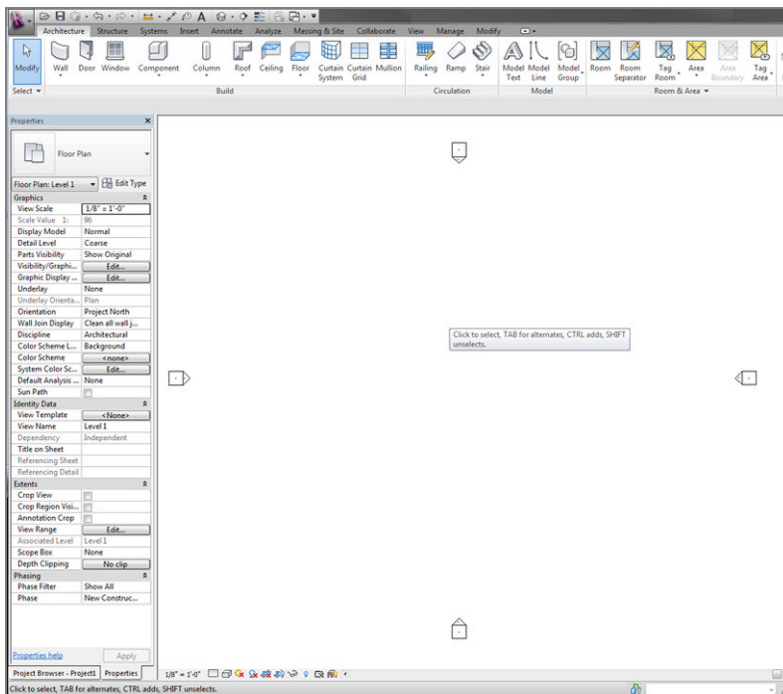 Architecture Structure Systems Insert Annotate Analyze Massing & Site Collaborate View Manage Modify
Modify Wall Door Window Component Column Roof Ceiling Floor Curtain System Curtain Grid Mullion Railing Ramp Stair Model Text Model Line Model Group Room Room Separator Tag Room Area Area Boundary Tag Area
Select Build Circulation Model Room & Area
Properties
Floor Plan
Floor Plan: Level 1 Edit Type
Graphics
View Scale 1/8" = 1'-0"
Scale Value 1: 96
Display Model Normal
Detail Level Coarse
Parts Visibility Show Original
Visibility/Graphi... Edit...
Graphic Display ... Edit...
Underlay None
Underlay Orienta... Plan
Orientation Project North
Wall Join Display Clean all wall j...
Discipline Architectural
Color Scheme L... Background
Color Scheme <none>
System Color Sc... Edit...
Default Analysis ... None
Sun Path
Identity Data
View Template <None>
View Name Level 1
Dependency Independent
Title on Sheet
Referencing Sheet
Referencing Detail
Extents
Crop View
Crop Region Visi...
Annotation Crop
View Range Edit...
Associated Level Level 1
Scope Box None
Depth Clipping No clip
Phasing
Phase Filter Show All
Phase New Construc...
Properties help Apply
Project Browser - Project1 Properties
Click to select, TAB for alternates, CTRL adds, SHIFT
unselects.
1/8" = 1'-0"
Click to select, TAB for alternates, CTRL adds, SHIFT unselects.